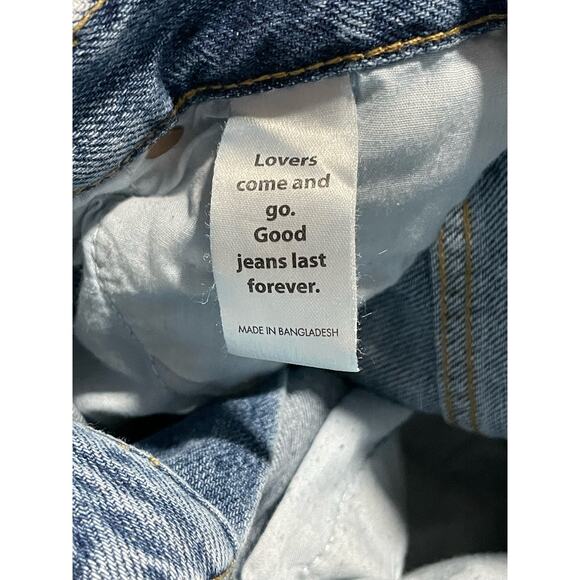 Lovers
come and
go.
Good
jeans last
forever.
MADE IN BANGLADESH